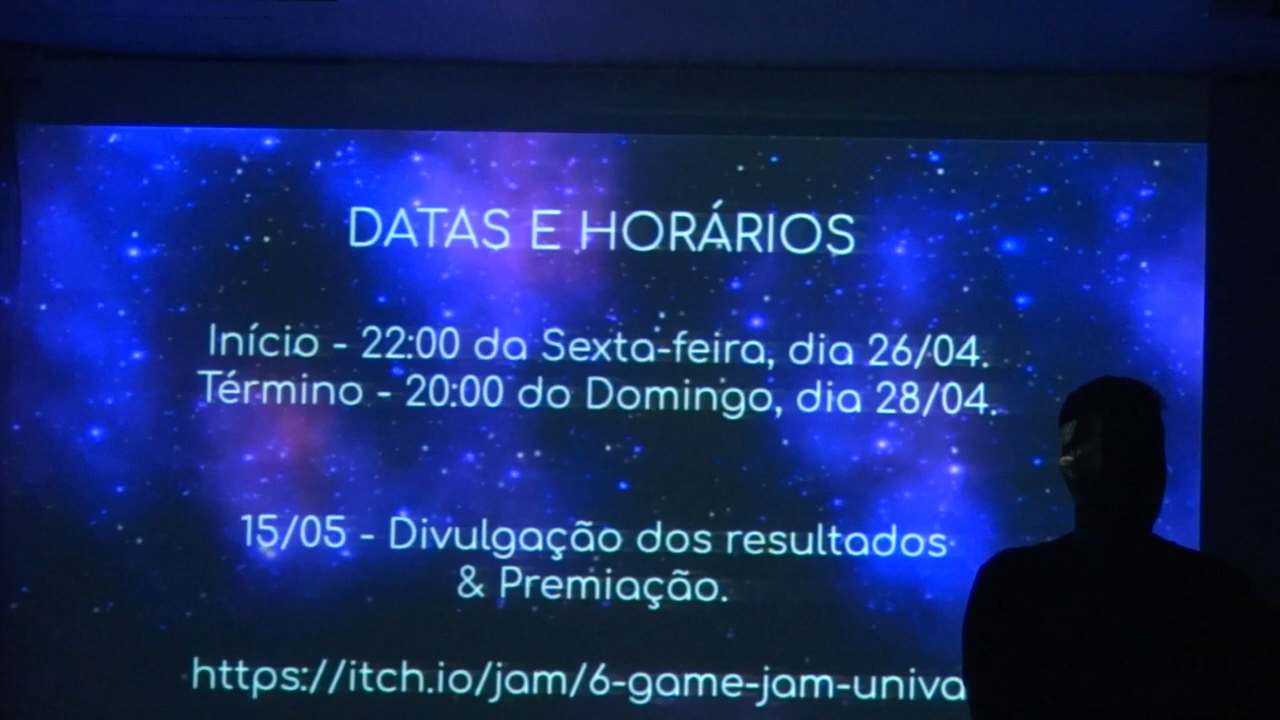 DATAS E HORÁRIOS
Início - 22:00 da Sexta-feira, dia 26/04.
Término - 20:00 do Domingo, dia 28/04.
15/05 - Divulgação dos resultados
& Premiação.
https://itch.io/jam/6-game-jam-univa